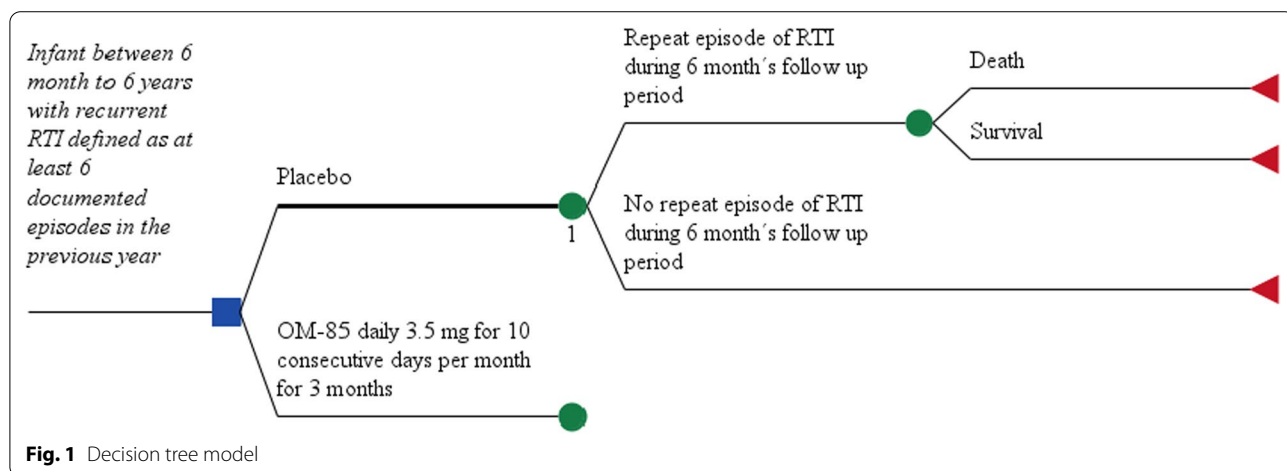 Infant between 6
month to 6 years
with recurrent
RTI defined as at
least 6
documented
episodes in the
previous year
Placebo
1
OM-85 daily 3.5 mg for 10
consecutive days per month
for 3 months
Repeat episode of RTI
during 6 month´s follow up
period
Death
Survival
No repeat episode of RTI
during 6 month´s follow up
period
Fig. 1 Decision tree model